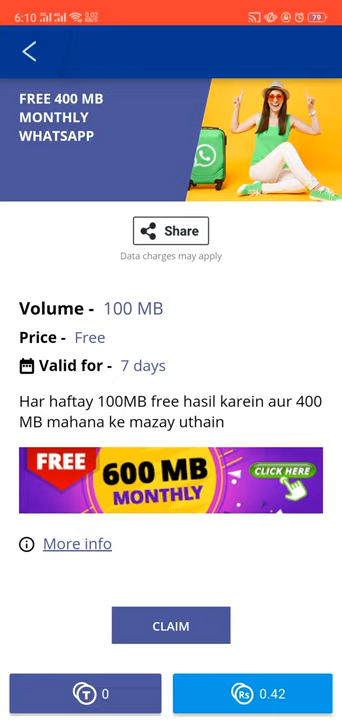 6:10
79
FREE 400 MB
MONTHLY
WHATSAPP
Share
Data charges may apply
Volume - 100 MB
Price - Free
Valid for - 7 days
Har haftay 100MB free hasil karein aur 400
MB mahana ke mazay uthain
FREE
600 MB
MONTHLY
CLICK HERE
More info
CLAIM
T 0
Rs 0.42